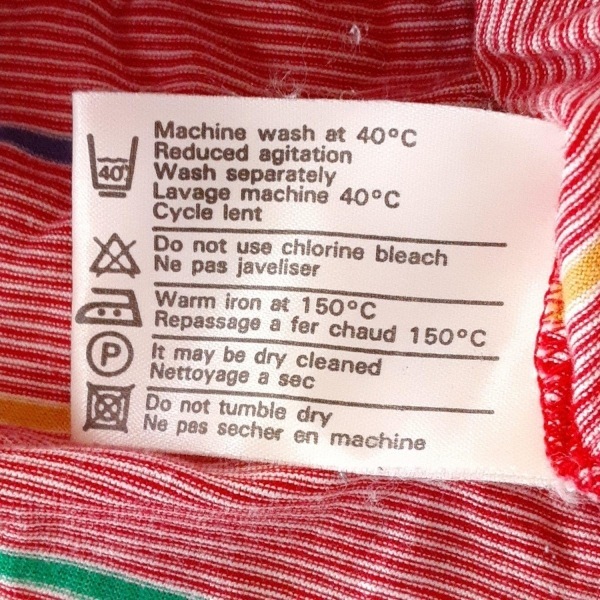 Machine wash at 40°C
Reduced agitation
Wash separately
Lavage machine 40°C
Cycle lent
40
Do not use chlorine bleach
Ne pas javeliser
Warm iron at 150°C
Repassage a fer chaud 150°C
P
It may be dry cleaned
Nettoyage a sec
Do not tumble dry
Ne pas secher en machine